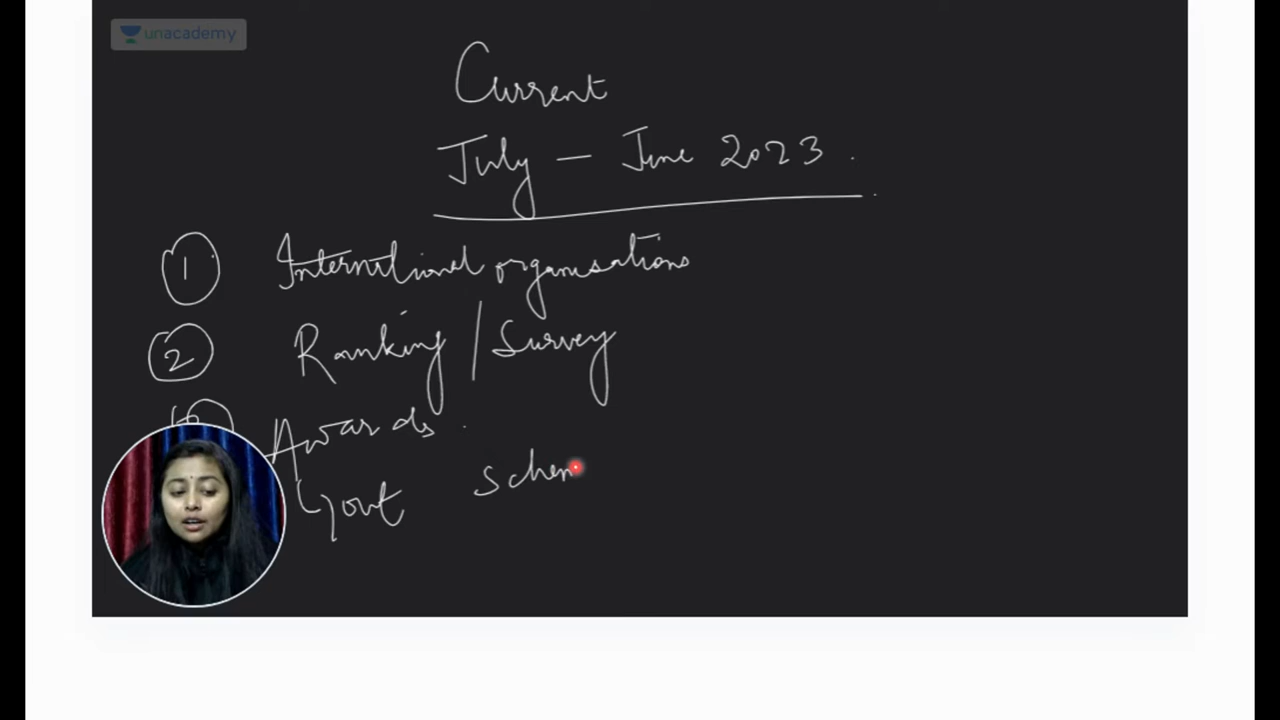 unacademy
Current
July - June 2023.
1 International organisations
2 Ranking/Survey
Awards.
Govt Schem